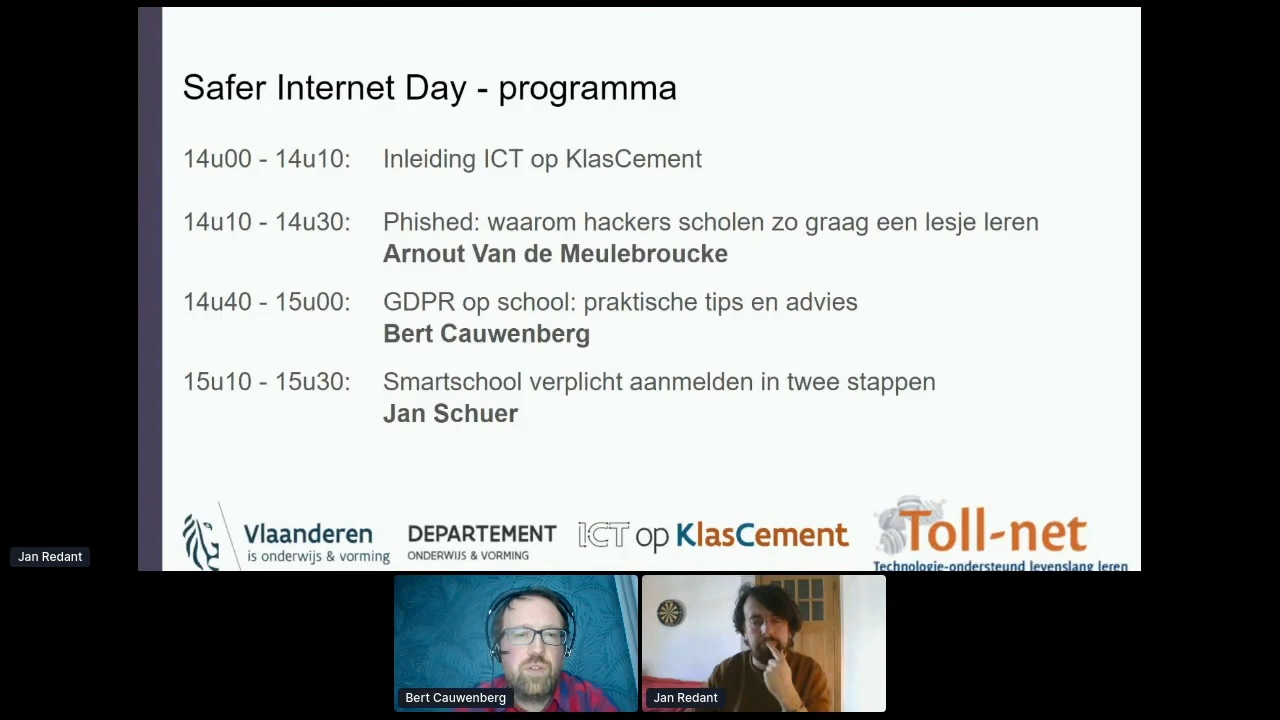 Safer Internet Day - programma
14u00 - 14u10: Inleiding ICT op KlasCement
14u10 - 14u30: Phished: waarom hackers scholen zo graag een lesje leren
Arnout Van de Meulebroucke
14u40 - 15u00: GDPR op school: praktische tips en advies
Bert Cauwenberg
15u10 - 15u30: Smartschool verplicht aanmelden in twee stappen
Jan Schuer
Vlaanderen
is onderwijs & vorming
DEPARTEMENT
ONDERWIJS & VORMING
ICT op KlasCement
Toll-net
Technologie-ondersteund levenslang leren
Jan Redant
Bert Cauwenberg
Jan Redant